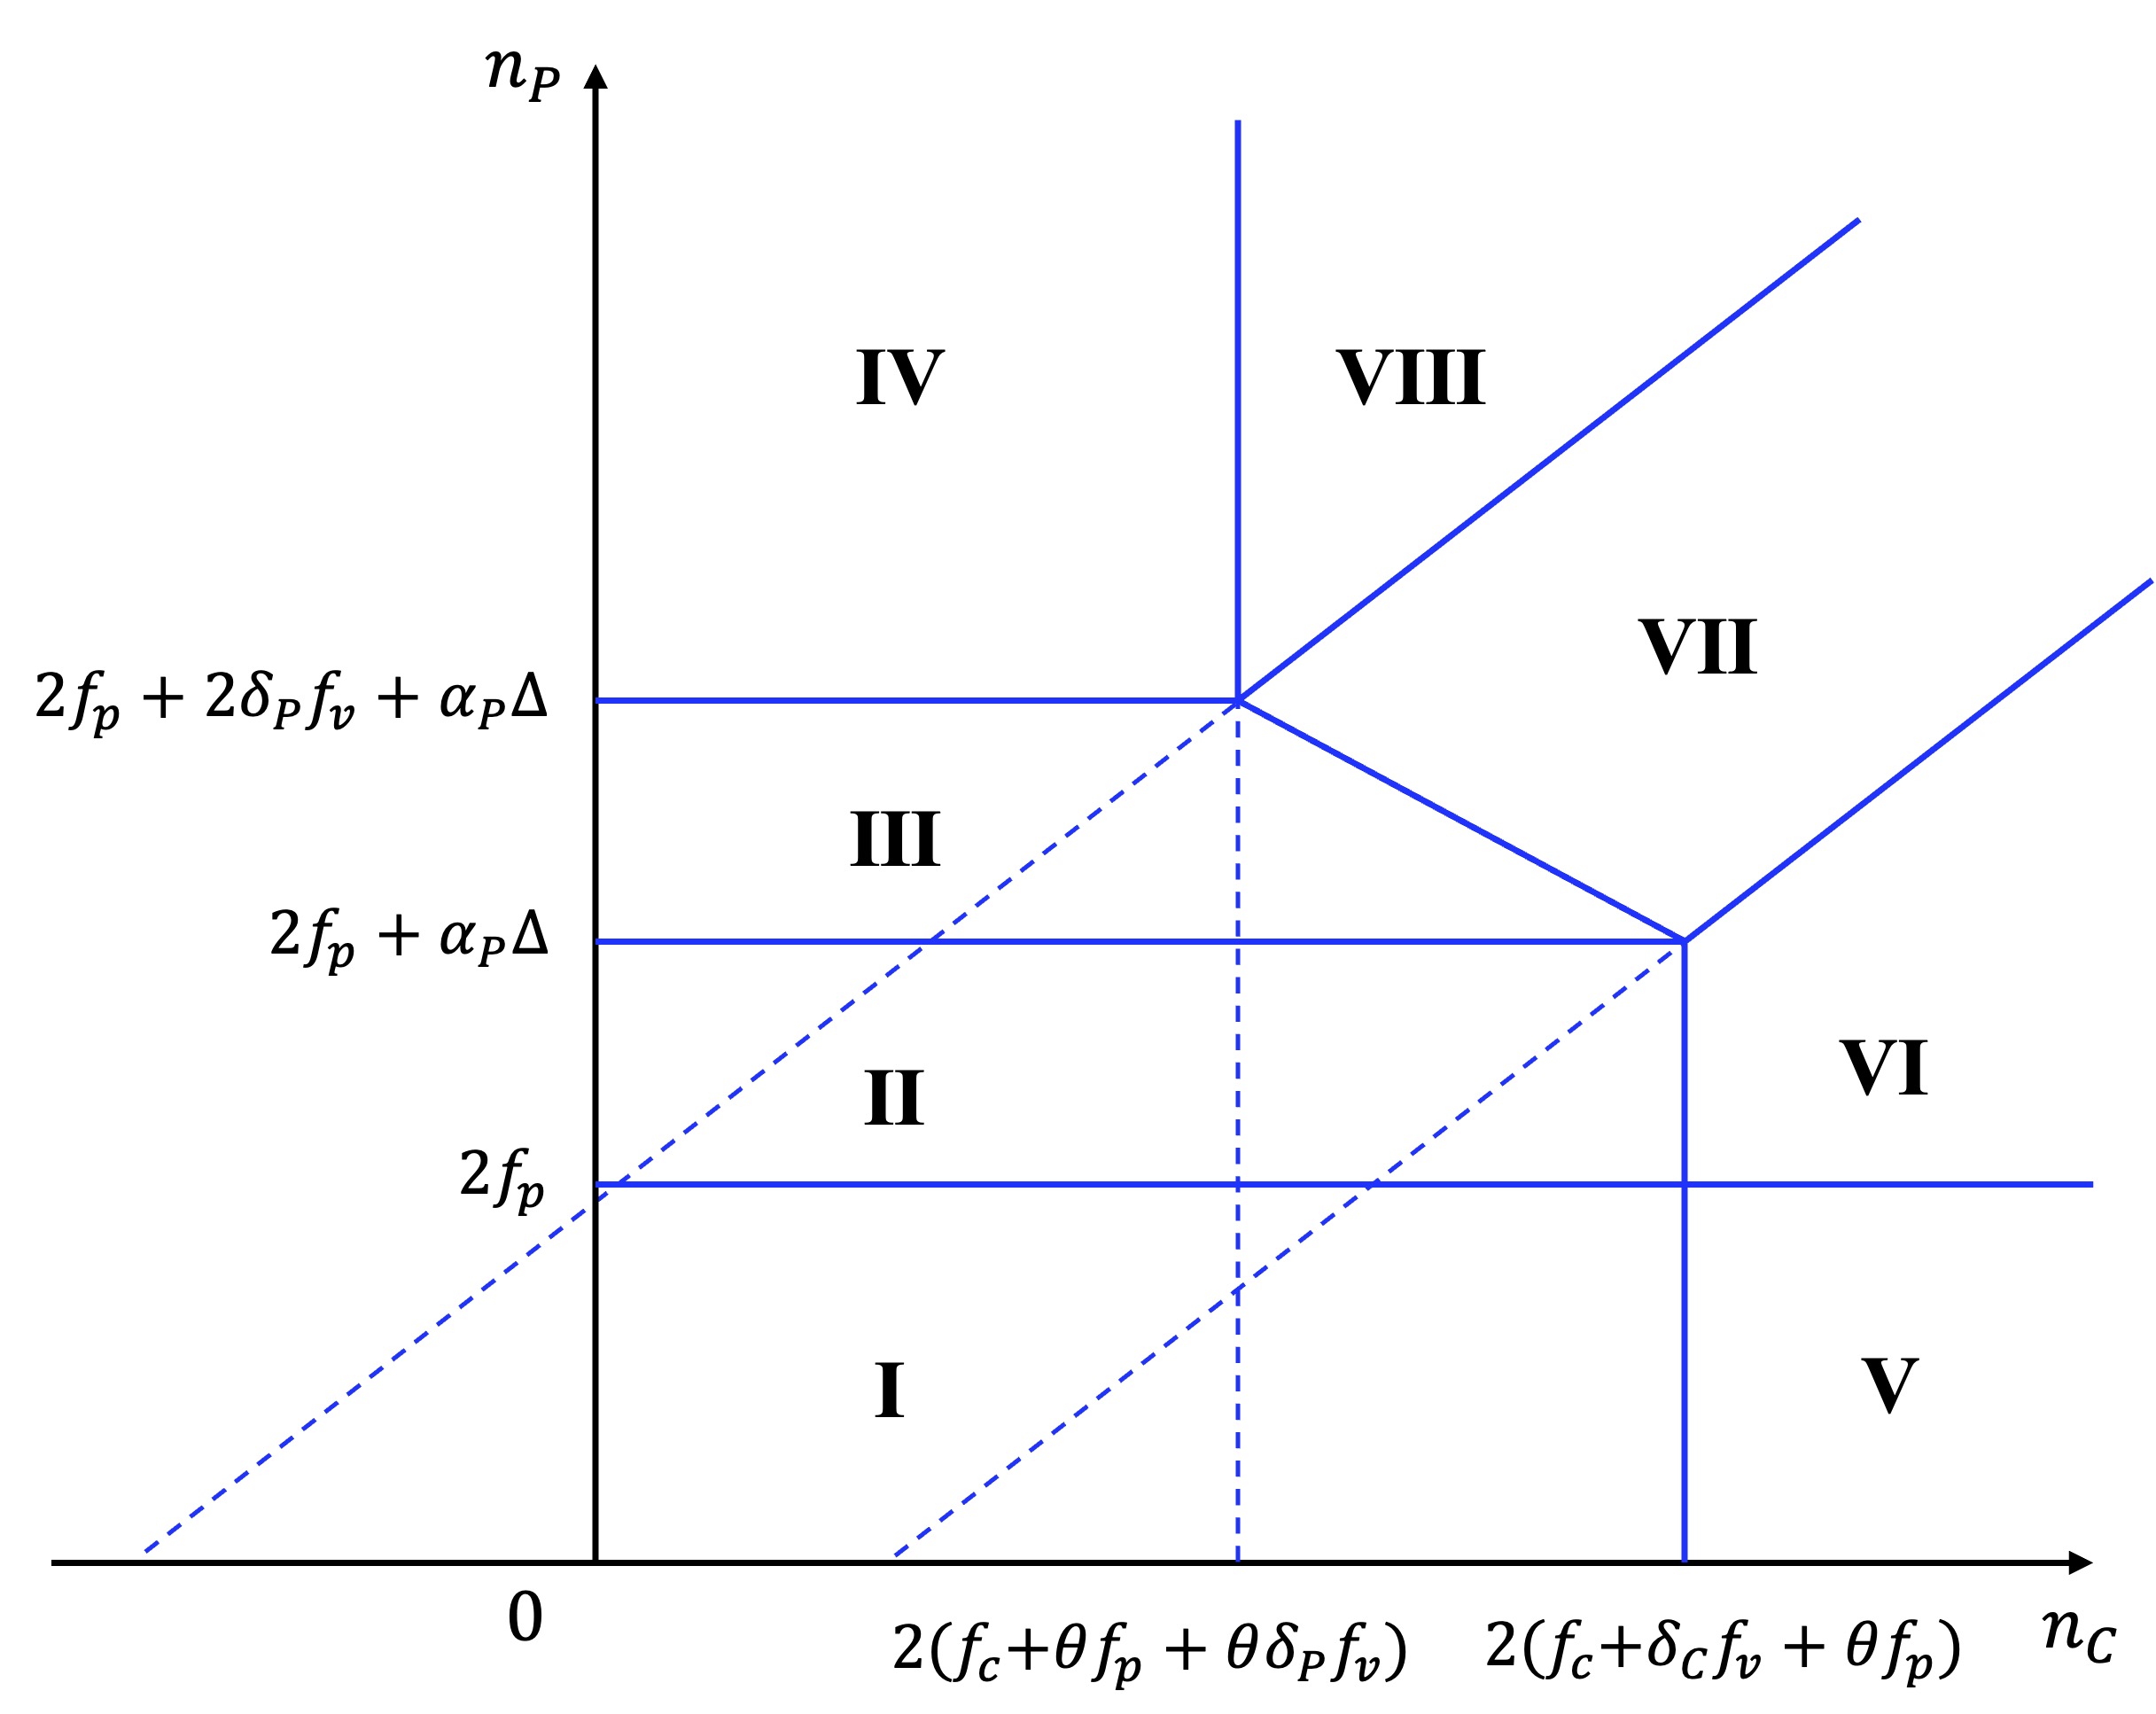 n_P
IV
VIII
VII
2f_p + 2δ_P f_v + α_P Δ
III
2f_p + α_P Δ
II
VI
2f_p
I
V
0
2(f_c+θf_p + θδ_P f_v)
2(f_c+δ_C f_v + θf_p)
n_C